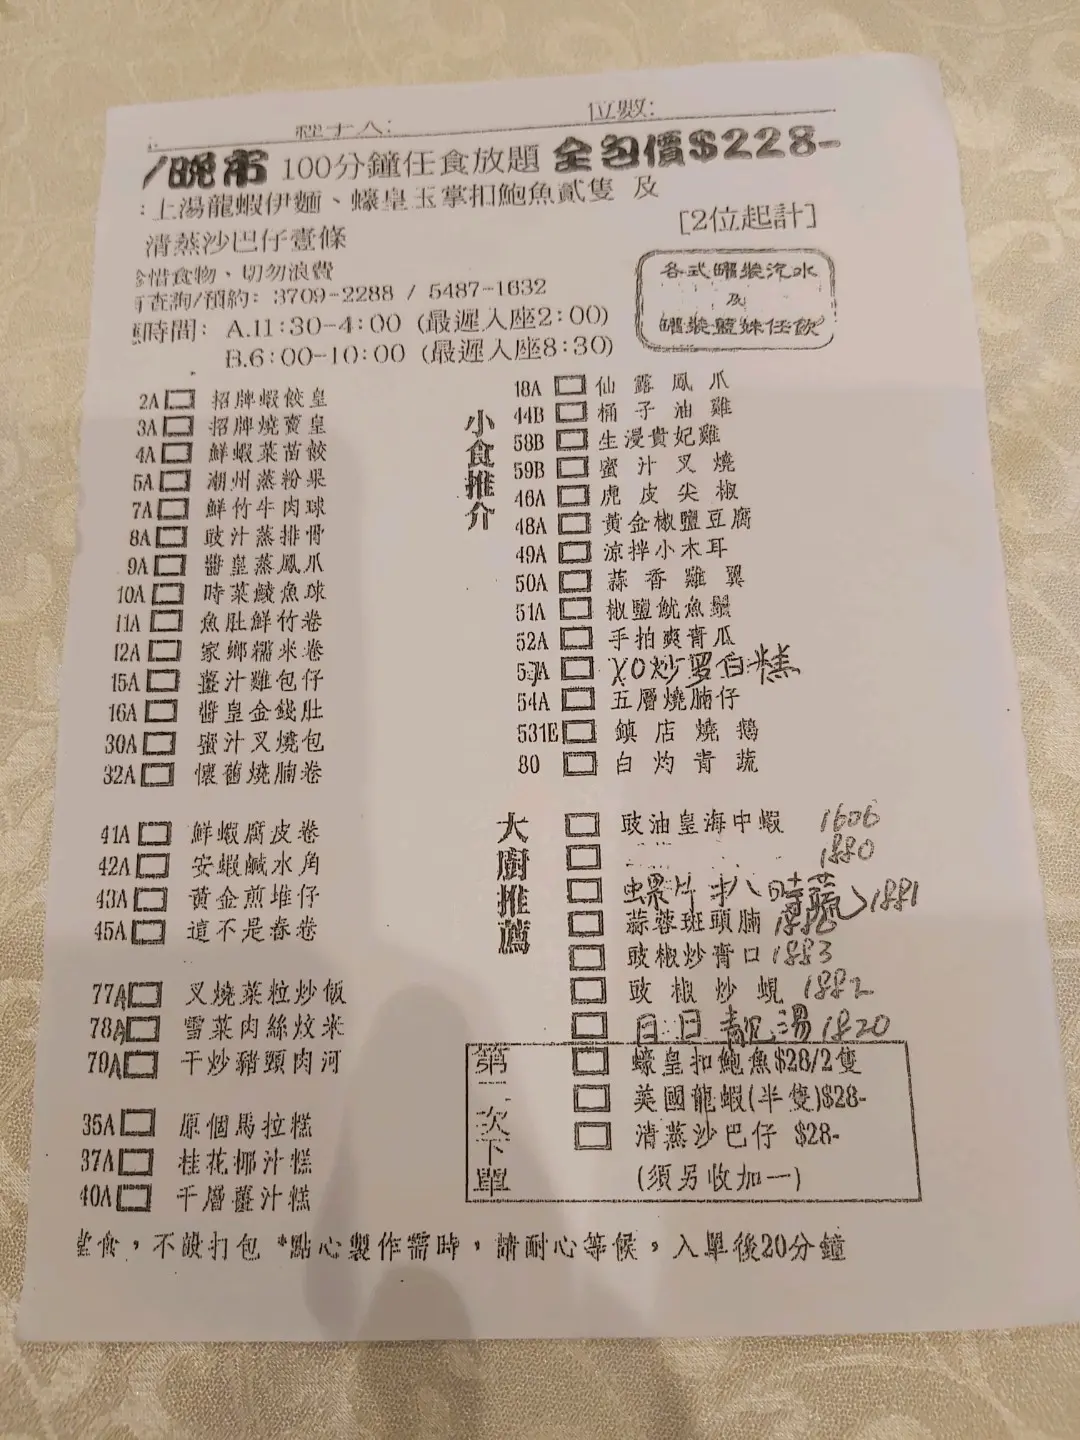 位數:
/晚市 100分鐘任食放題 全包價$228-
: 上湯龍蝦伊麵、蠔皇玉掌扣鮑魚貳隻 及
清蒸沙巴仔壹條
[2位起計]
惜食物、切勿浪費
查詢/預約: 3709-2288 / 5487-1632
時間: A.11:30-4:00 (最遲入座2:00)
B.6:00-10:00 (最遲入座8:30)
各式罐裝汽水
及
罐裝藍妹任飲
2A 招牌蝦餃皇
3A 招牌燒賣皇
4A 鮮蝦菜苗餃
5A 潮州蒸粉果
7A 鮮竹牛肉球
8A 豉汁蒸排骨
9A 醬皇蒸鳳爪
10A 時菜鯪魚球
11A 魚肚鮮竹卷
12A 家鄉糯米卷
15A 薑汁雞包仔
16A 醬皇金錢肚
30A 蜜汁叉燒包
32A 懷舊燒腩卷
41A 鮮蝦腐皮卷
42A 安蝦鹹水角
43A 黃金煎堆仔
45A 這不是春卷
77A 叉燒菜粒炒飯
78A 雪菜肉絲炆米
79A 干炒豬頸肉河
35A 原個馬拉糕
37A 桂花椰汁糕
40A 千層薑汁糕
小食推介
18A 仙露鳳爪
44B 桶子油雞
58B 生浸貴妃雞
59B 蜜汁叉燒
46A 虎皮尖椒
48A 黃金椒鹽豆腐
49A 涼拌小木耳
50A 蒜香雞翼
51A 椒鹽魷魚鬚
52A 手拍爽青瓜
53A XO炒罗白糕
54A 五層燒腩仔
531E 鎮店燒鵝
80 白灼青蔬
大廚推薦
豉油皇海中蝦 1606
1880
螺片扒時蔬 1881
蒜蓉斑頭腩
豉椒炒青口 1883
豉椒炒蜆 1882
日日靚湯 1820
第二次下單
蠔皇扣鮑魚$28/2隻
美國龍蝦(半隻)$28-
清蒸沙巴仔 $28-
(須另收加一)
堂食，不設打包 *點心製作需時，請耐心等候，入單後20分鐘